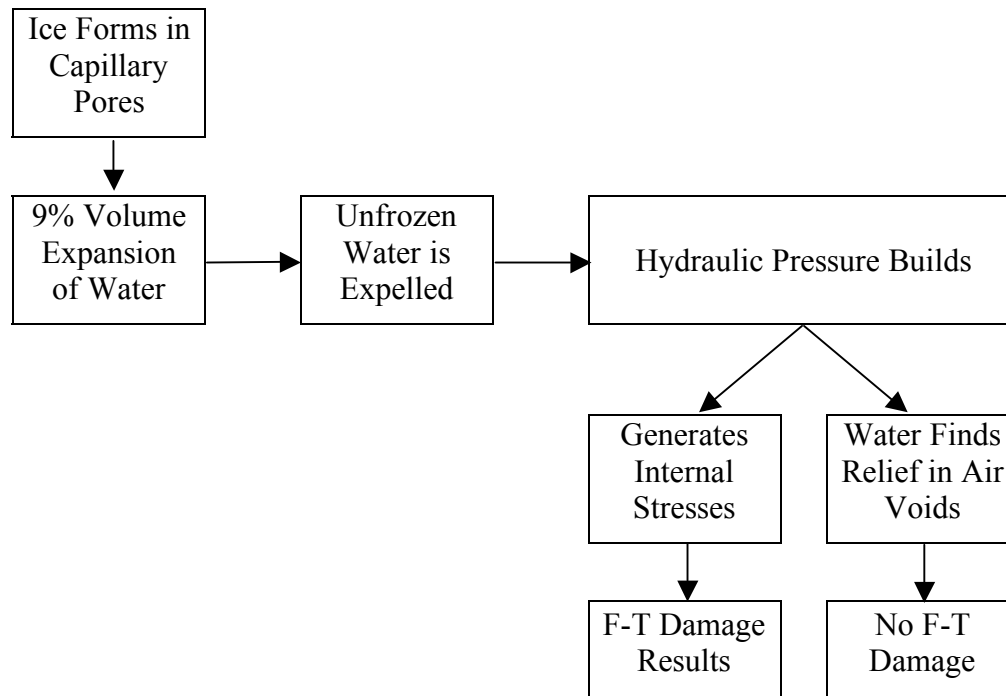 Ice Forms in
Capillary
Pores
9% Volume
Expansion
of Water
Unfrozen
Water is
Expelled
Hydraulic Pressure Builds
Generates
Internal
Stresses
Water Finds
Relief in Air
Voids
F-T Damage
Results
No F-T
Damage